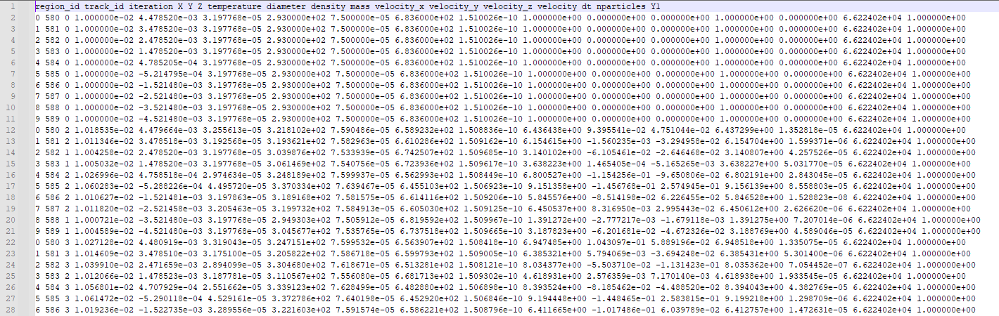 1 region_id track_id iteration X Y Z temperature diameter density mass velocity_x velocity_y velocity_z velocity dt nparticles Y1
2 0 580 0 1.000000e-02 4.478520e-03 3.197768e-05 2.930000e+02 7.500000e-05 6.836000e+02 1.510026e-10 1.000000e+00 0.000000e+00 0.000000e+00 1.000000e+00 0.000000e+00 6.622402e+04 1.000000e+00
3 1 581 0 1.000000e-02 3.478520e-03 3.197768e-05 2.930000e+02 7.500000e-05 6.836000e+02 1.510026e-10 1.000000e+00 0.000000e+00 0.000000e+00 1.000000e+00 0.000000e+00 6.622402e+04 1.000000e+00
4 2 582 0 1.000000e-02 2.478520e-03 3.197768e-05 2.930000e+02 7.500000e-05 6.836000e+02 1.510026e-10 1.000000e+00 0.000000e+00 0.000000e+00 1.000000e+00 0.000000e+00 6.622402e+04 1.000000e+00
5 3 583 0 1.000000e-02 1.478520e-03 3.197768e-05 2.930000e+02 7.500000e-05 6.836000e+02 1.510026e-10 1.000000e+00 0.000000e+00 0.000000e+00 1.000000e+00 0.000000e+00 6.622402e+04 1.000000e+00
6 4 584 0 1.000000e-02 4.785205e-04 3.197768e-05 2.930000e+02 7.500000e-05 6.836000e+02 1.510026e-10 1.000000e+00 0.000000e+00 0.000000e+00 1.000000e+00 0.000000e+00 6.622402e+04 1.000000e+00
7 5 585 0 1.000000e-02 -5.214795e-04 3.197768e-05 2.930000e+02 7.500000e-05 6.836000e+02 1.510026e-10 1.000000e+00 0.000000e+00 0.000000e+00 1.000000e+00 0.000000e+00 6.622402e+04 1.000000e+00
8 6 586 0 1.000000e-02 -1.521480e-03 3.197768e-05 2.930000e+02 7.500000e-05 6.836000e+02 1.510026e-10 1.000000e+00 0.000000e+00 0.000000e+00 1.000000e+00 0.000000e+00 6.622402e+04 1.000000e+00
9 7 587 0 1.000000e-02 -2.521480e-03 3.197768e-05 2.930000e+02 7.500000e-05 6.836000e+02 1.510026e-10 1.000000e+00 0.000000e+00 0.000000e+00 1.000000e+00 0.000000e+00 6.622402e+04 1.000000e+00
10 8 588 0 1.000000e-02 -3.521480e-03 3.197768e-05 2.930000e+02 7.500000e-05 6.836000e+02 1.510026e-10 1.000000e+00 0.000000e+00 0.000000e+00 1.000000e+00 0.000000e+00 6.622402e+04 1.000000e+00
11 9 589 0 1.000000e-02 -4.521480e-03 3.197768e-05 2.930000e+02 7.500000e-05 6.836000e+02 1.510026e-10 1.000000e+00 0.000000e+00 0.000000e+00 1.000000e+00 0.000000e+00 6.622402e+04 1.000000e+00
12 0 580 2 1.018535e-02 4.479664e-03 3.255613e-05 3.218102e+02 7.590486e-05 6.589232e+02 1.508836e-10 6.436438e+00 9.395541e-02 4.751044e-02 6.437299e+00 1.352818e-05 6.622402e+04 1.000000e+00
13 1 581 2 1.011346e-02 3.478518e-03 3.192568e-05 3.193621e+02 7.582963e-05 6.610286e+02 1.509162e-10 6.154615e+00 -1.560235e-03 -3.294958e-02 6.154704e+00 1.599371e-06 6.622402e+04 1.000000e+00
14 2 582 1 1.004258e-02 2.478520e-03 3.197768e-05 3.039876e+02 7.533939e-05 6.742507e+02 1.509685e-10 3.140102e+00 -6.105461e-02 -2.646468e-02 3.140807e+00 4.257526e-05 6.622402e+04 1.000000e+00
15 3 583 1 1.005032e-02 1.478520e-03 3.197768e-05 3.061469e+02 7.540756e-05 6.723936e+02 1.509617e-10 3.638223e+00 1.465405e-04 -5.165265e-03 3.638227e+00 5.031770e-05 6.622402e+04 1.000000e+00
16 4 584 2 1.026996e-02 4.758518e-04 2.974634e-05 3.248189e+02 7.599937e-05 6.562993e+02 1.508449e-10 6.800527e+00 -1.154256e-01 -9.650806e-02 6.802191e+00 2.843045e-05 6.622402e+04 1.000000e+00
17 5 585 2 1.060283e-02 -5.288226e-04 4.495720e-05 3.370334e+02 7.639467e-05 6.455103e+02 1.506923e-10 9.151358e+00 -1.456768e-01 2.574945e-01 9.156139e+00 8.558803e-05 6.622402e+04 1.000000e+00
18 6 586 2 1.010627e-02 -1.521481e-03 3.197863e-05 3.189168e+02 7.581575e-05 6.614116e+02 1.509206e-10 5.845576e+00 -8.514198e-02 6.226455e-02 5.846528e+00 1.528823e-08 6.622402e+04 1.000000e+00
19 7 587 2 1.011820e-02 -2.521458e-03 3.205463e-05 3.199732e+02 7.584913e-05 6.605030e+02 1.509125e-10 6.450537e+00 8.316950e-03 2.995443e-02 6.450612e+00 2.626620e-06 6.622402e+04 1.000000e+00
20 8 588 1 1.000721e-02 -3.521480e-03 3.197768e-05 2.949303e+02 7.505912e-05 6.819592e+02 1.509967e-10 1.391272e+00 -2.777217e-03 -1.679118e-03 1.391275e+00 7.207014e-06 6.622402e+04 1.000000e+00
21 9 589 1 1.004589e-02 -4.521480e-03 3.197768e-05 3.045677e+02 7.535765e-05 6.737518e+02 1.509665e-10 3.187823e+00 -6.201681e-02 -4.672326e-02 3.188769e+00 4.589046e-05 6.622402e+04 1.000000e+00
22 0 580 3 1.027128e-02 4.480919e-03 3.319043e-05 3.247151e+02 7.599532e-05 6.563907e+02 1.508418e-10 6.947485e+00 1.043097e-01 5.889196e-02 6.948518e+00 1.335075e-05 6.622402e+04 1.000000e+00
23 1 581 3 1.014609e-02 3.478510e-03 3.175100e-05 3.205822e+02 7.586718e-05 6.599793e+02 1.509005e-10 6.385321e+00 5.794069e-03 -3.694248e-02 6.385431e+00 5.301400e-06 6.622402e+04 1.000000e+00
24 2 582 3 1.039910e-02 2.471659e-03 2.894099e-05 3.304680e+02 7.618671e-05 6.513281e+02 1.508121e-10 8.034377e+00 -5.503710e-02 -1.131423e-01 8.035362e+00 7.054452e-07 6.622402e+04 1.000000e+00
25 3 583 2 1.012066e-02 1.478523e-03 3.187781e-05 3.110567e+02 7.556080e-05 6.681713e+02 1.509302e-10 4.618931e+00 2.576359e-03 7.170140e-03 4.618938e+00 1.933545e-05 6.622402e+04 1.000000e+00
26 4 584 3 1.056801e-02 4.707929e-04 2.551662e-05 3.339123e+02 7.628499e-05 6.482880e+02 1.506898e-10 8.393524e+00 -8.185462e-02 -4.488520e-02 8.394043e+00 4.382769e-05 6.622402e+04 1.000000e+00
27 5 585 3 1.061472e-02 -5.290118e-04 4.529161e-05 3.372786e+02 7.640198e-05 6.452920e+02 1.506846e-10 9.194448e+00 -1.448465e-01 2.583815e-01 9.199218e+00 1.298709e-06 6.622402e+04 1.000000e+00
28 6 586 3 1.019236e-02 -1.522735e-03 3.289556e-05 3.221603e+02 7.591574e-05 6.586221e+02 1.508796e-10 6.411665e+00 -1.017486e-01 6.039789e-02 6.412757e+00 1.472631e-05 6.622402e+04 1.000000e+00